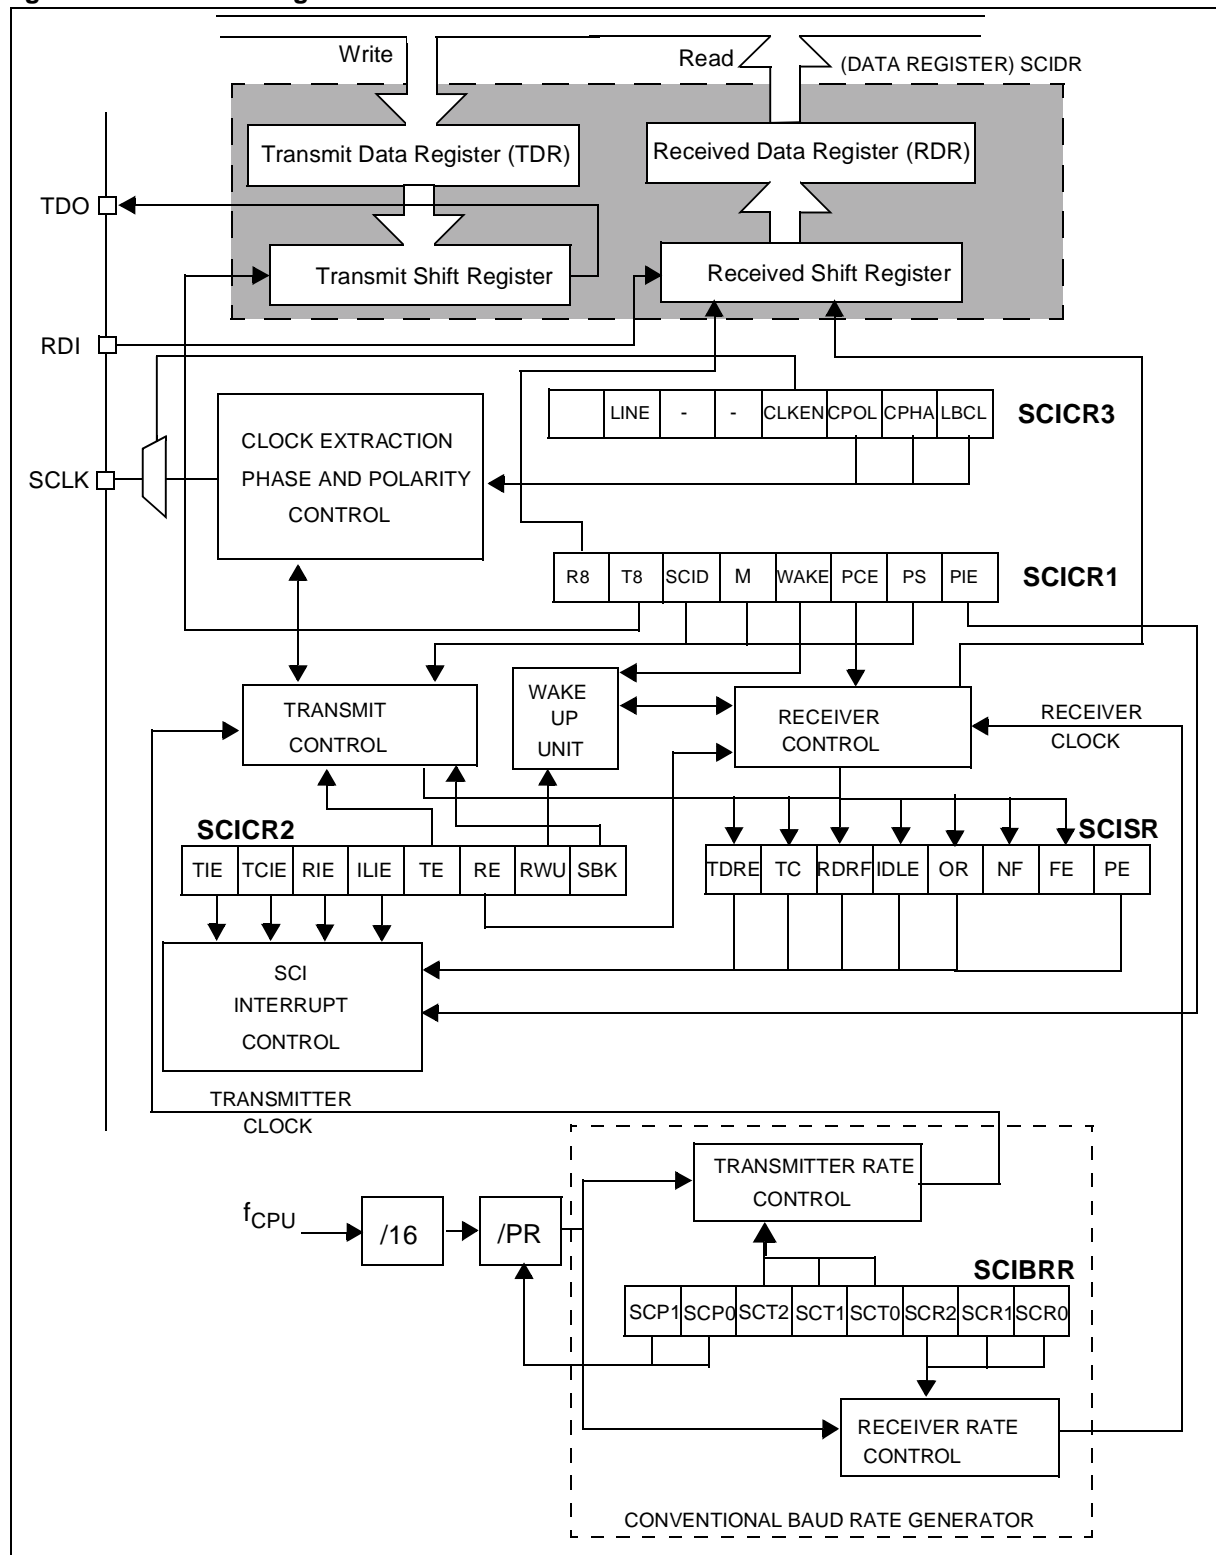 Write
Read
(DATA REGISTER) SCIDR
Transmit Data Register (TDR)
Received Data Register (RDR)
TDO
Transmit Shift Register
Received Shift Register
RDI
LINE - - CLKEN CPOL CPHA LBCL
SCICR3
CLOCK EXTRACTION
PHASE AND POLARITY
CONTROL
SCLK
R8 T8 SCID M WAKE PCE PS PIE
SCICR1
TRANSMIT
CONTROL
WAKE
UP
UNIT
RECEIVER
CONTROL
RECEIVER
CLOCK
SCICR2
TIE TCIE RIE ILIE TE RE RWU SBK
SCISR
TDRE TC RDRF IDLE OR NF FE PE
SCI
INTERRUPT
CONTROL
TRANSMITTER
CLOCK
TRANSMITTER RATE
CONTROL
fCPU
/16
/PR
SCIBRR
SCP1 SCP0 SCT2 SCT1 SCT0 SCR2 SCR1 SCR0
RECEIVER RATE
CONTROL
CONVENTIONAL BAUD RATE GENERATOR